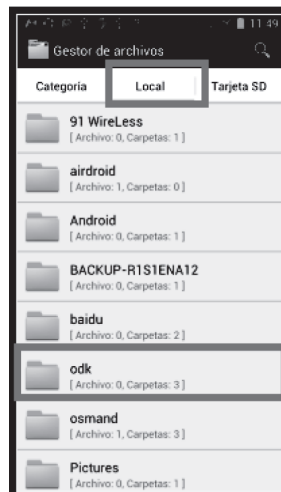 11:49
Gestor de archivos
Categoría Local Tarjeta SD
91 WireLess
[ Archivo: 0, Carpetas: 1 ]
airdroid
[ Archivo: 1, Carpetas: 0 ]
Android
[ Archivo: 0, Carpetas: 1 ]
BACKUP-R1S1ENA12
[ Archivo: 0, Carpetas: 1 ]
baidu
[ Archivo: 0, Carpetas: 2 ]
odk
[ Archivo: 0, Carpetas: 3 ]
osmand
[ Archivo: 1, Carpetas: 3 ]
Pictures
[ Archivo: 0, Carpetas: 1 ]